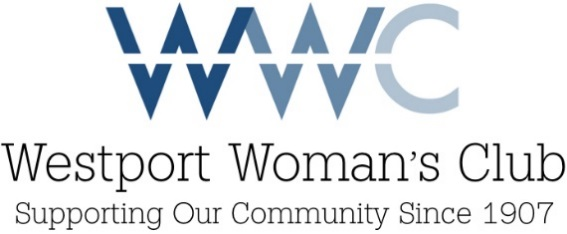 WWC
Westport Woman's Club
Supporting Our Community Since 1907